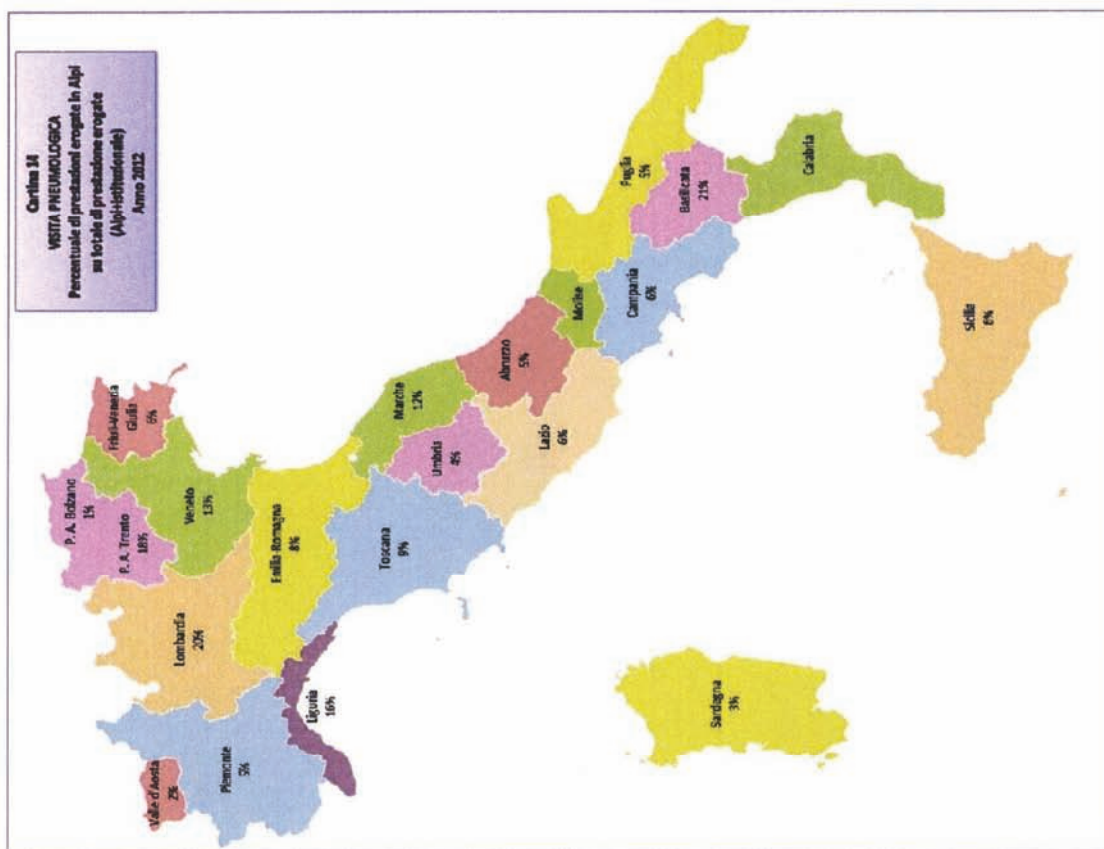 Cartina 14
VISITA PNEUMOLOGICA
Percentuale di prestazioni erogate in Alpi
su totale di prestazione erogate
(Alpi+istituzionale)
Anno 2012
P. A. Bolzano
1%
P. A. Trento
18%
Friuli-Venezia
Giulia
6%
Valle d'Aosta
2%
Piemonte
5%
Lombardia
20%
Veneto
13%
Liguria
16%
Emilia-Romagna
8%
Toscana
9%
Marche
12%
Umbria
4%
Lazio
6%
Abruzzo
5%
Molise
Campania
6%
Puglia
5%
Basilicata
21%
Calabria
Sicilia
8%
Sardegna
3%